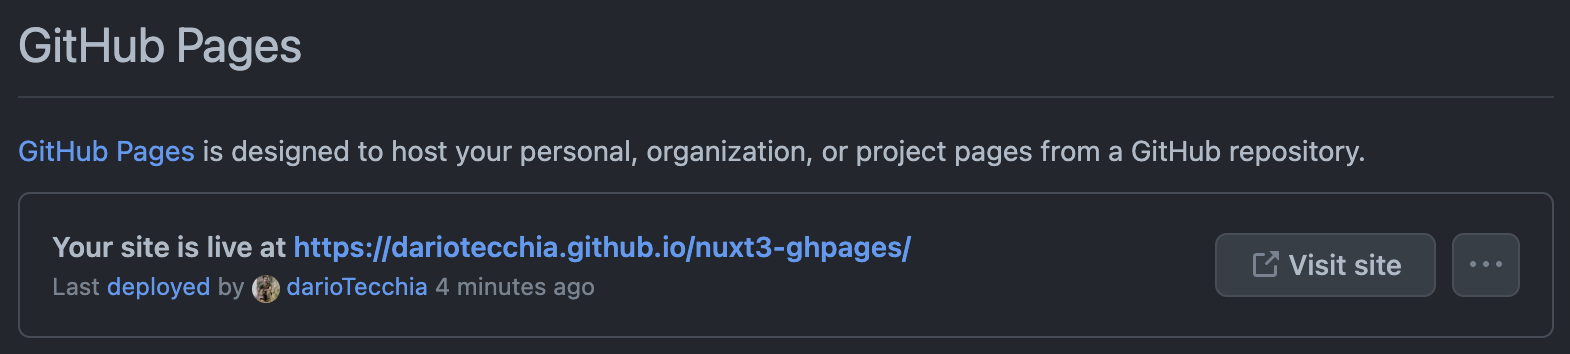 GitHub Pages
GitHub Pages is designed to host your personal, organization, or project pages from a GitHub repository.
Your site is live at https://dariotecchia.github.io/nuxt3-ghpages/
Last deployed by darioTecchia 4 minutes ago
Visit site